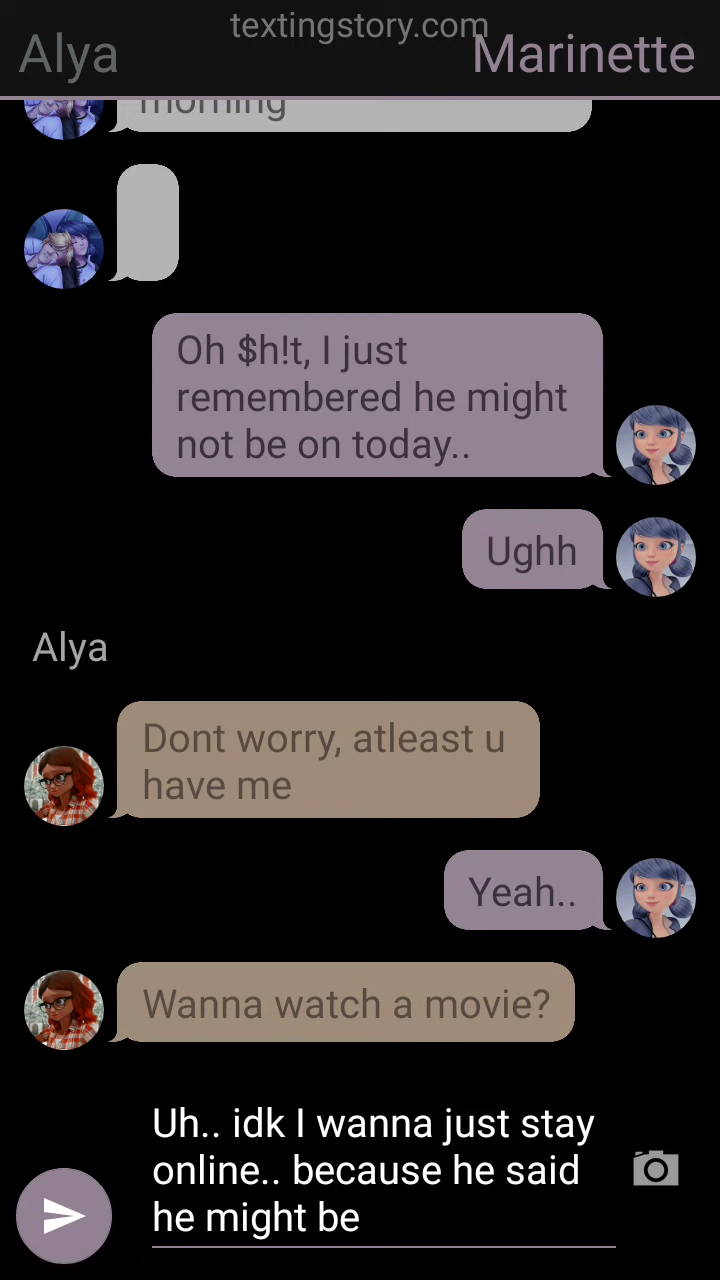 textingstory.com
Alya
Marinette
morning
Oh $h!t, I just
remembered he might
not be on today..
Ughh
Alya
Dont worry, atleast u
have me
Yeah..
Wanna watch a movie?
Uh.. idk I wanna just stay
online.. because he said
he might be